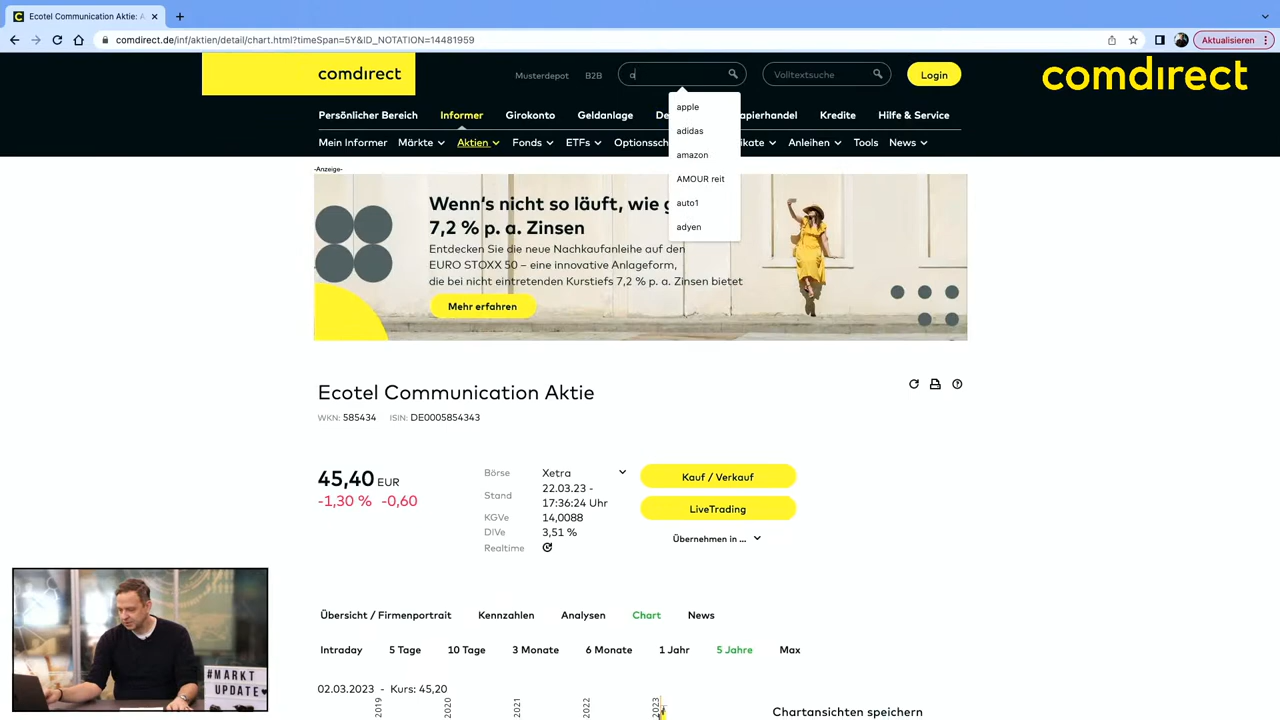 Ecotel Communication Aktie: A
comdirect.de/inf/aktien/detail/chart.html?timeSpan=5Y&ID_NOTATION=14481959
Aktualisieren
comdirect
Musterdepot
B2B
a
Volltextsuche
Login
comdirect
Persönlicher Bereich
Informer
Girokonto
Geldanlage
De
apierhandel
Kredite
Hilfe & Service
Mein Informer
Märkte
Aktien
Fonds
ETFs
Optionssch
ikate
Anleihen
Tools
News
apple
adidas
amazon
AMOUR reit
auto1
adyen
-Anzeige-
Wenn's nicht so läuft, wie g
7,2 % p. a. Zinsen
Entdecken Sie die neue Nachkaufanleihe auf den
EURO STOXX 50 – eine innovative Anlageform,
die bei nicht eintretenden Kurstiefs 7,2 % p. a. Zinsen bietet
Mehr erfahren
Ecotel Communication Aktie
WKN: 585434 ISIN: DE0005854343
45,40 EUR
-1,30 % -0,60
Börse Xetra
Stand 22.03.23 -
17:36:24 Uhr
KGVe 14,0088
DIVe 3,51 %
Realtime
Kauf / Verkauf
LiveTrading
Übernehmen in ...
Übersicht / Firmenportrait
Kennzahlen
Analysen
Chart
News
Intraday
5 Tage
10 Tage
3 Monate
6 Monate
1 Jahr
5 Jahre
Max
02.03.2023 - Kurs: 45,20
2019
2020
2021
2022
2023
Chartansichten speichern
#MARKT
UPDATE